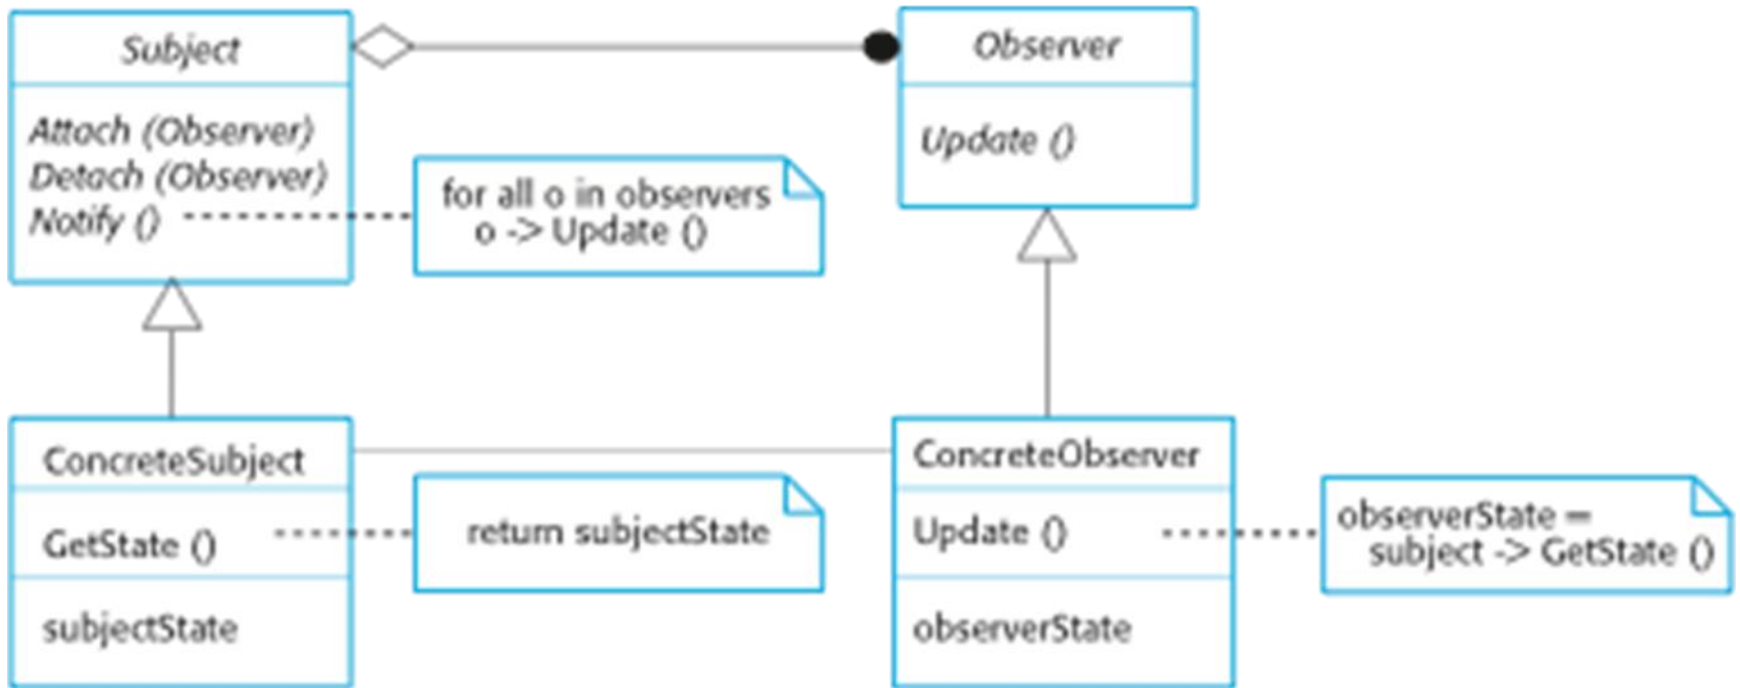 Subject
Observer
Attach (Observer)
Detach (Observer)
Notify ()
for all o in observers
o -> Update ()
Update ()
ConcreteSubject
GetState ()
subjectState
return subjectState
ConcreteObserver
Update ()
observerState
observerState =
subject -> GetState ()